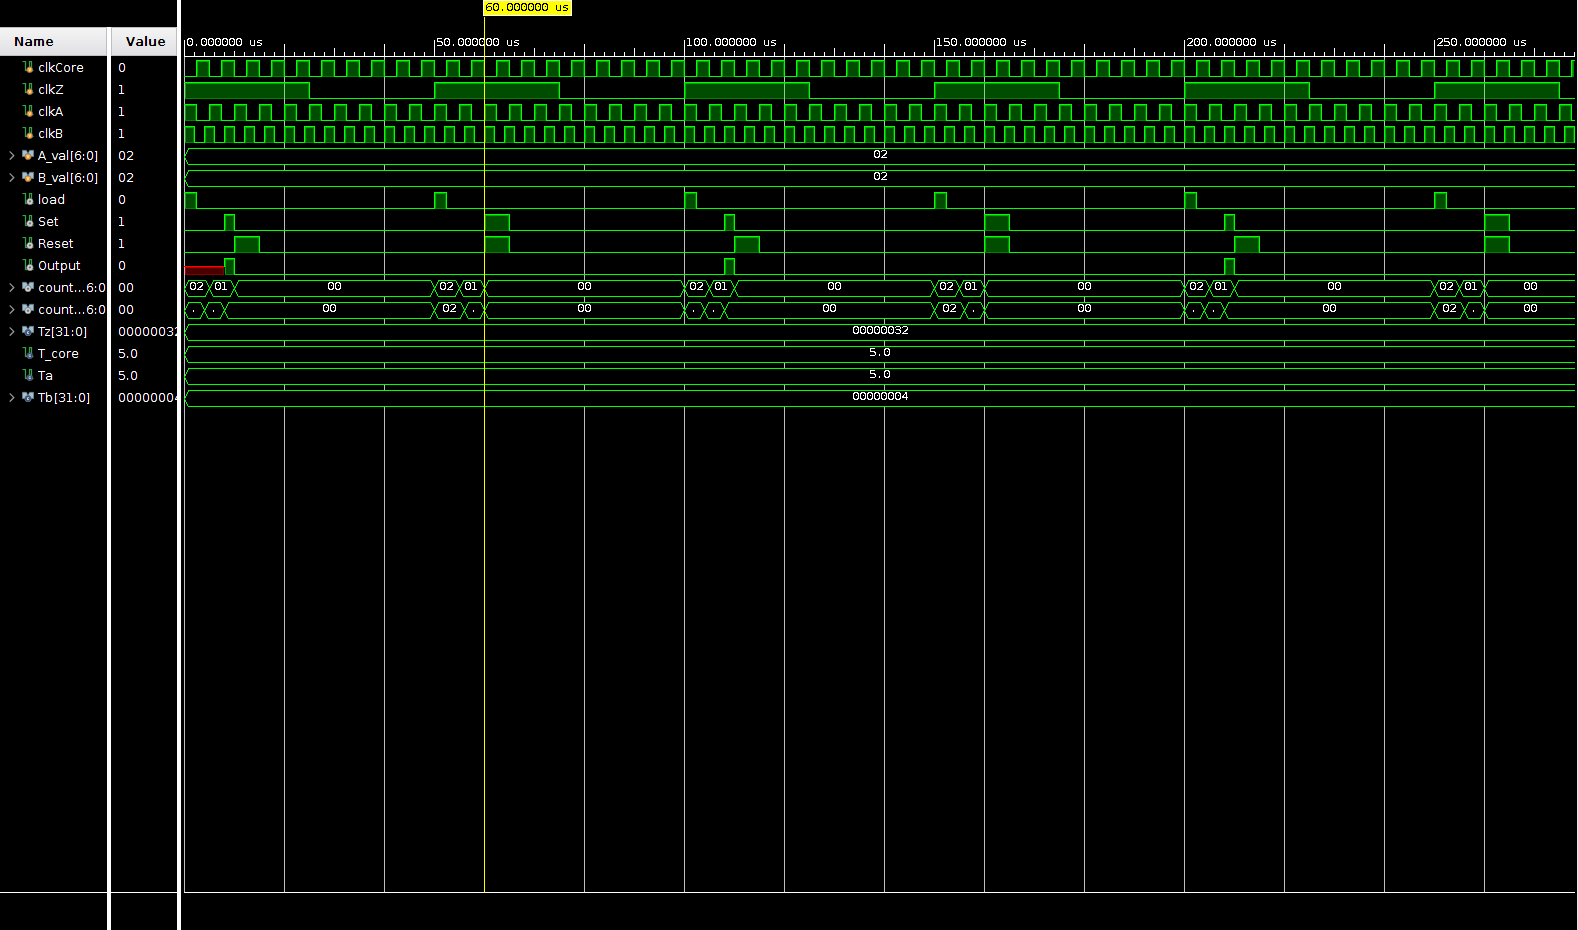 60.000000 us
Name Value 0.000000 us 50.000000 us 100.000000 us 150.000000 us 200.000000 us 250.000000 us
clkCore 0
clkZ 1
clkA 1
clkB 1
A_val[6:0] 02 02
B_val[6:0] 02 02
load 0
Set 1
Reset 1
Output 0
count...6:0 00 02 01 00 02 01 00 02 01 00 02 01 00 02 01 00 02 01 00
count...6:0 00 . . 00 02 . 00 . . 00 02 . 00 . . 00 02 . 00
Tz[31:0] 00000032 00000032
T_core 5.0 5.0
Ta 5.0 5.0
Tb[31:0] 00000004 00000004